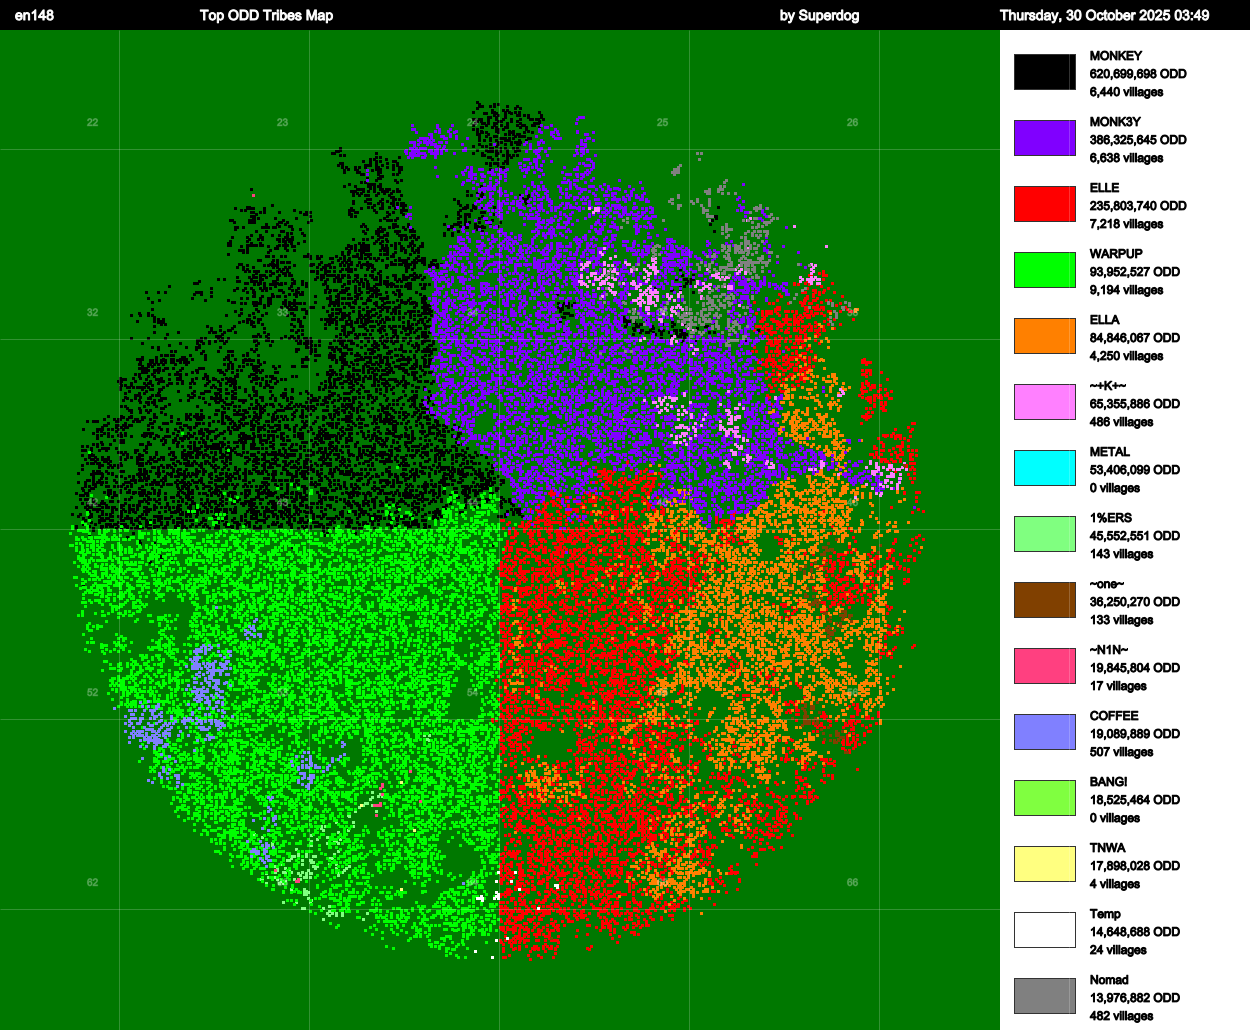 en148 Top ODD Tribes Map by Superdog Thursday, 30 October 2025 03:49
MONKEY
620,699,698 ODD
6,440 villages
MONK3Y
386,325,645 ODD
6,638 villages
ELLE
235,803,740 ODD
7,218 villages
WARPUP
93,952,527 ODD
9,194 villages
ELLA
84,846,067 ODD
4,250 villages
~+K+~
65,355,886 ODD
486 villages
METAL
53,406,099 ODD
0 villages
1%ERS
45,552,551 ODD
143 villages
~one~
36,250,270 ODD
133 villages
~N1N~
19,845,804 ODD
17 villages
COFFEE
19,089,889 ODD
507 villages
BANG!
18,525,464 ODD
0 villages
TNWA
17,898,028 ODD
4 villages
Temp
14,648,688 ODD
24 villages
Nomad
13,976,882 ODD
482 villages
22 23 25 26
32 33 34
52 54
62 66